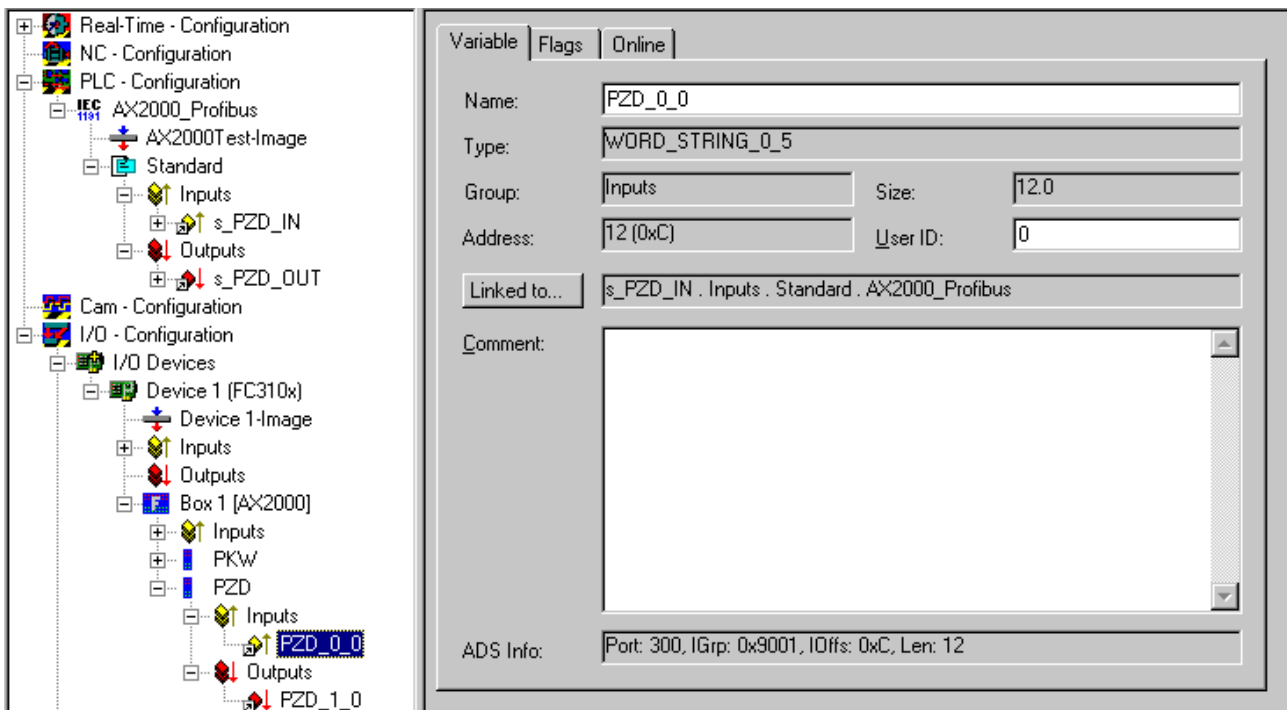 Real-Time - Configuration
NC - Configuration
PLC - Configuration
IEC
1131
AX2000_Profibus
AX2000Test-Image
Standard
Inputs
s_PZD_IN
Outputs
s_PZD_OUT
Cam - Configuration
I/O - Configuration
I/O Devices
Device 1 (FC310x)
Device 1-Image
Inputs
Outputs
F
Box 1 [AX2000]
Inputs
PKW
PZD
Inputs
PZD_0_0
Outputs
PZD_1_0
Variable Flags Online
Name: PZD_0_0
Type: WORD_STRING_0_5
Group: Inputs Size: 12.0
Address: 12 (0xC) User ID: 0
Linked to... s_PZD_IN . Inputs . Standard . AX2000_Profibus
Comment:
ADS Info: Port: 300, IGrp: 0x9001, IOffs: 0xC, Len: 12